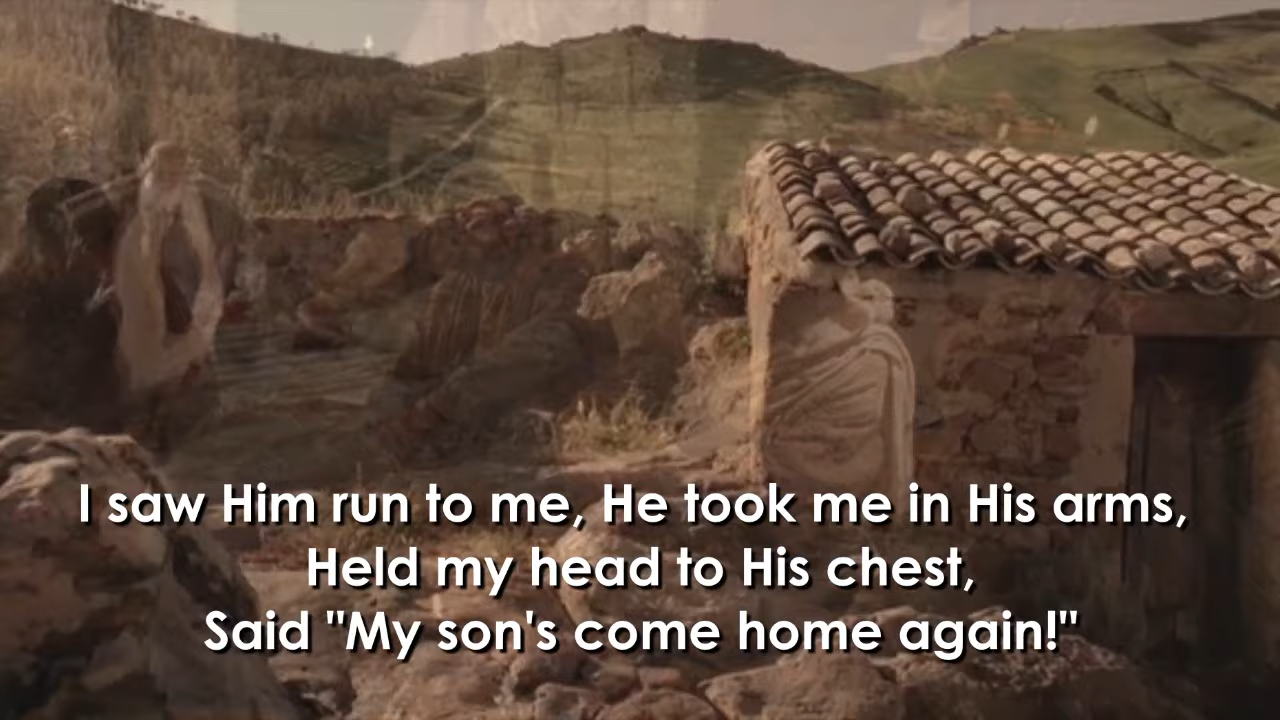 I saw Him run to me, He took me in His arms,
Held my head to His chest,
Said "My son's come home again!"